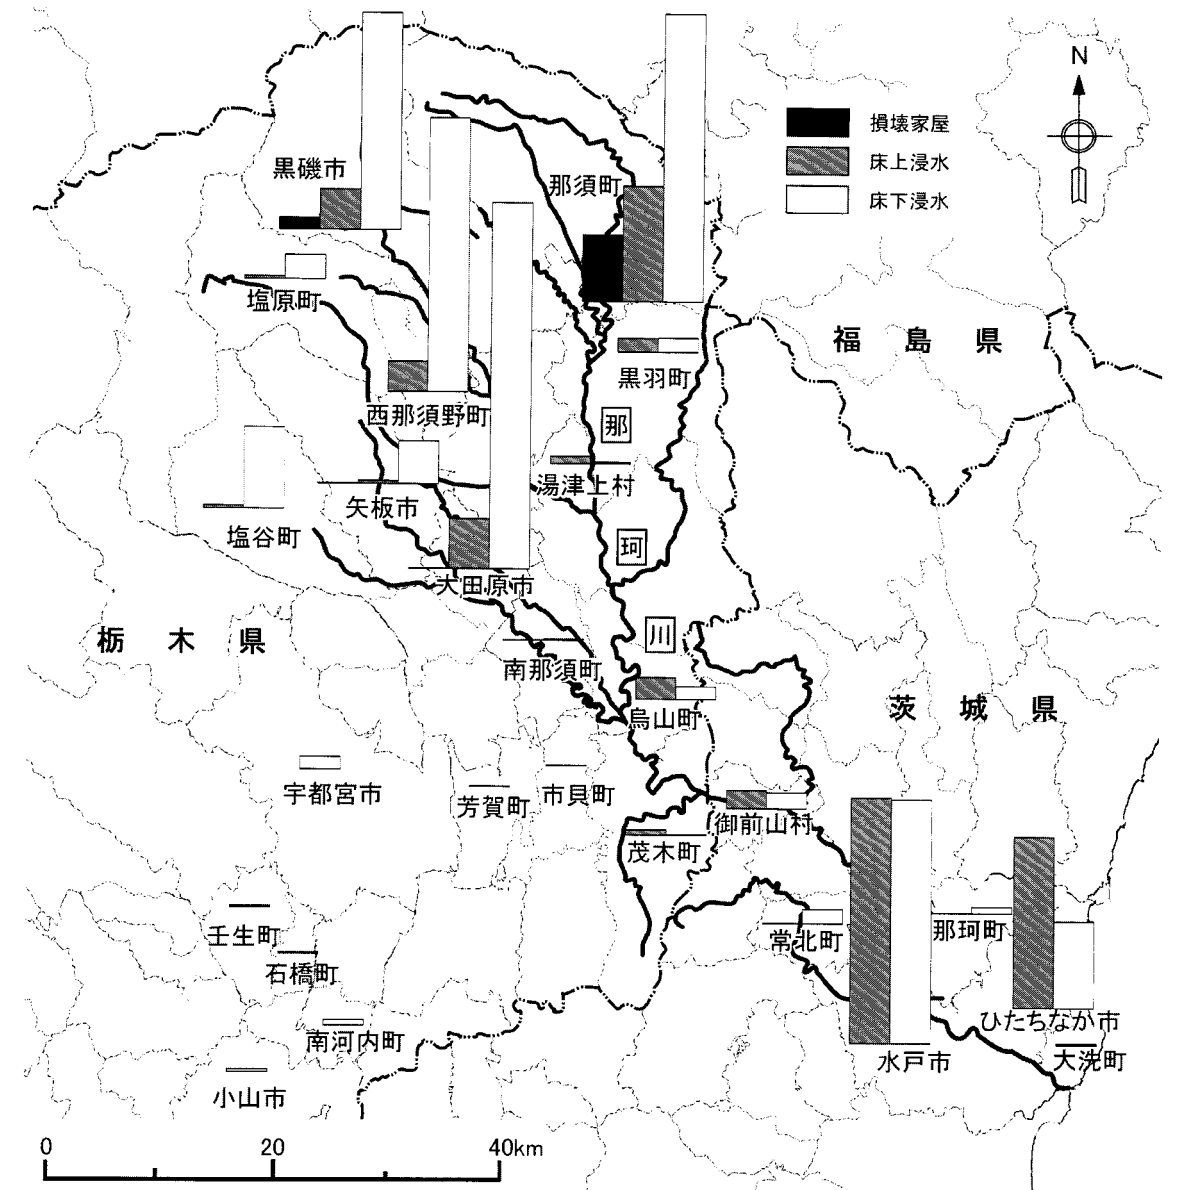 N
損壊家屋
床上浸水
床下浸水
黒磯市
那須町
塩原町
福島県
黒羽町
西那須野町
那
湯津上村
矢板市
塩谷町
珂
大田原市
川
栃木県
南那須町
茨城県
烏山町
宇都宮市
芳賀町
市貝町
御前山村
茂木町
壬生町
常北町
那珂町
石橋町
ひたちなか市
南河内町
水戸市
大洗町
小山市
0 20 40km